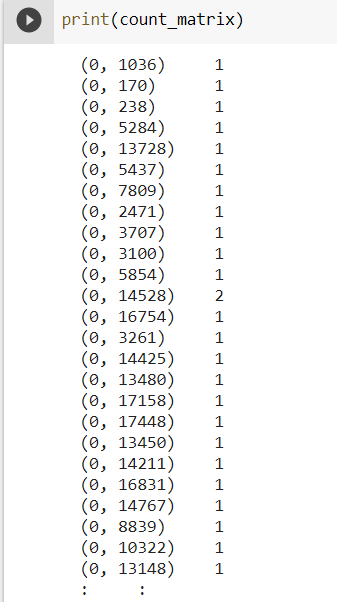 print(count_matrix)
(0, 1036) 1
(0, 170) 1
(0, 238) 1
(0, 5284) 1
(0, 13728) 1
(0, 5437) 1
(0, 7809) 1
(0, 2471) 1
(0, 3707) 1
(0, 3100) 1
(0, 5854) 1
(0, 14528) 2
(0, 16754) 1
(0, 3261) 1
(0, 14425) 1
(0, 13480) 1
(0, 17158) 1
(0, 17448) 1
(0, 13450) 1
(0, 14211) 1
(0, 16831) 1
(0, 14767) 1
(0, 8839) 1
(0, 10322) 1
(0, 13148) 1
: :